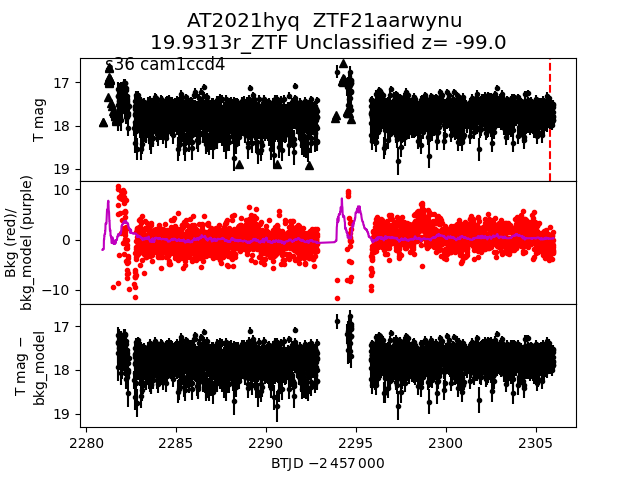 AT2021hyq  ZTF21aarwynu
19.9313r_ZTF Unclassified z= -99.0
s36 cam1ccd4
T mag
17
18
19
Bkg (red)/
bkg_model (purple)
10
0
−10
T mag −
bkg_model
17
18
19
2280
2285
2290
2295
2300
2305
BTJD −2 457 000